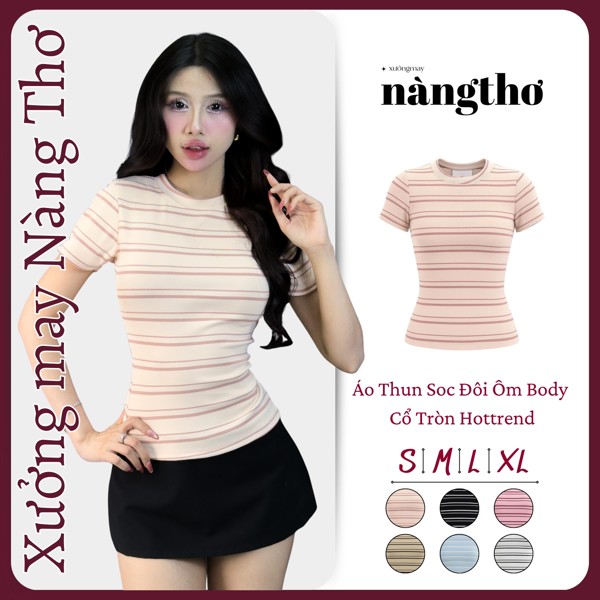 Xưởng may Nàng Thơ
xưởngmay
nàngthơ
Áo Thun Soc Đôi Ôm Body
Cổ Tròn Hottrend
S|M|L|XL